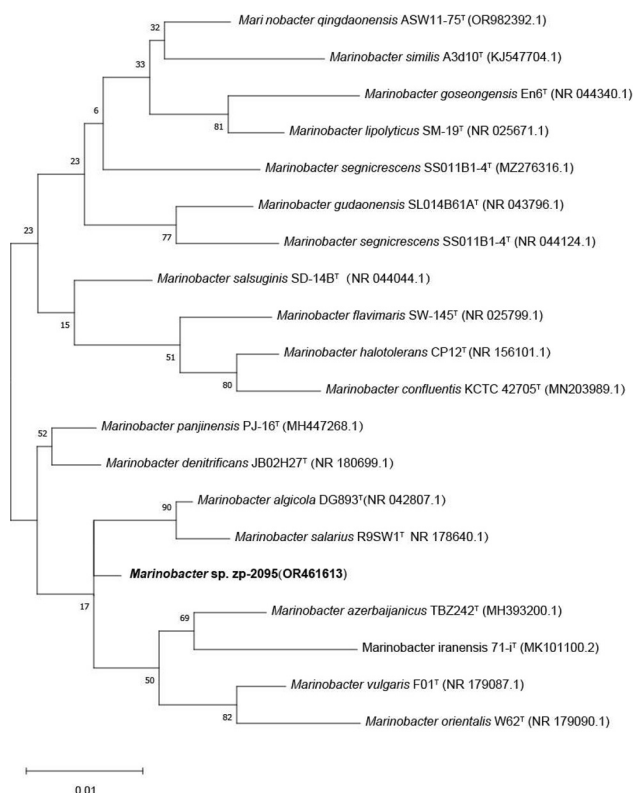 Mari nobacter qingdaonensis ASW11-75ᵀ(OR982392.1)
32
Marinobacter similis A3d10ᵀ (KJ547704.1)
33
Marinobacter goseongensis En6ᵀ (NR 044340.1)
6
81
Marinobacter lipolyticus SM-19ᵀ (NR 025671.1)
23
Marinobacter segnicrescens SS011B1-4ᵀ (MZ276316.1)
Marinobacter gudaonensis SL014B61Aᵀ (NR 043796.1)
23
77
Marinobacter segnicrescens SS011B1-4ᵀ (NR 044124.1)
Marinobacter salsuginis SD-14Bᵀ (NR 044044.1)
15
Marinobacter flavimaris SW-145ᵀ (NR 025799.1)
51
Marinobacter halotolerans CP12ᵀ(NR 156101.1)
80
Marinobacter confluentis KCTC 42705ᵀ (MN203989.1)
52
Marinobacter panjinensis PJ-16ᵀ (MH447268.1)
Marinobacter denitrificans JB02H27ᵀ (NR 180699.1)
90
Marinobacter algicola DG893ᵀ(NR 042807.1)
Marinobacter salarius R9SW1ᵀ NR 178640.1)
Marinobacter sp. zp-2095(OR461613)
17
69
Marinobacter azerbaijanicus TBZ242ᵀ (MH393200.1)
Marinobacter iranensis 71-iᵀ (MK101100.2)
50
Marinobacter vulgaris F01ᵀ (NR 179087.1)
82
Marinobacter orientalis W62ᵀ (NR 179090.1)
0.01